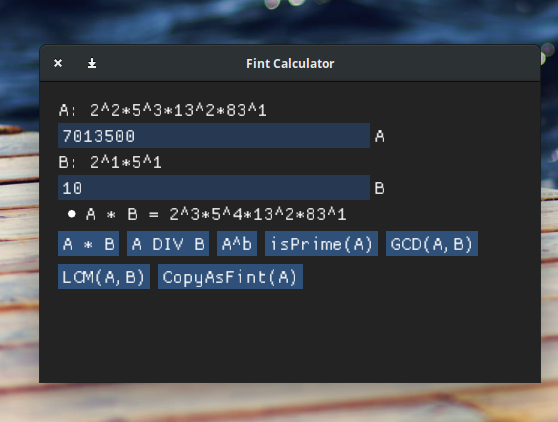 Fint Calculator
A: 2^2*5^3*13^2*83^1
7013500 A
B: 2^1*5^1
10 B
• A * B = 2^3*5^4*13^2*83^1
A * B A DIV B A^b isPrime(A) GCD(A,B)
LCM(A,B) CopyAsFint(A)